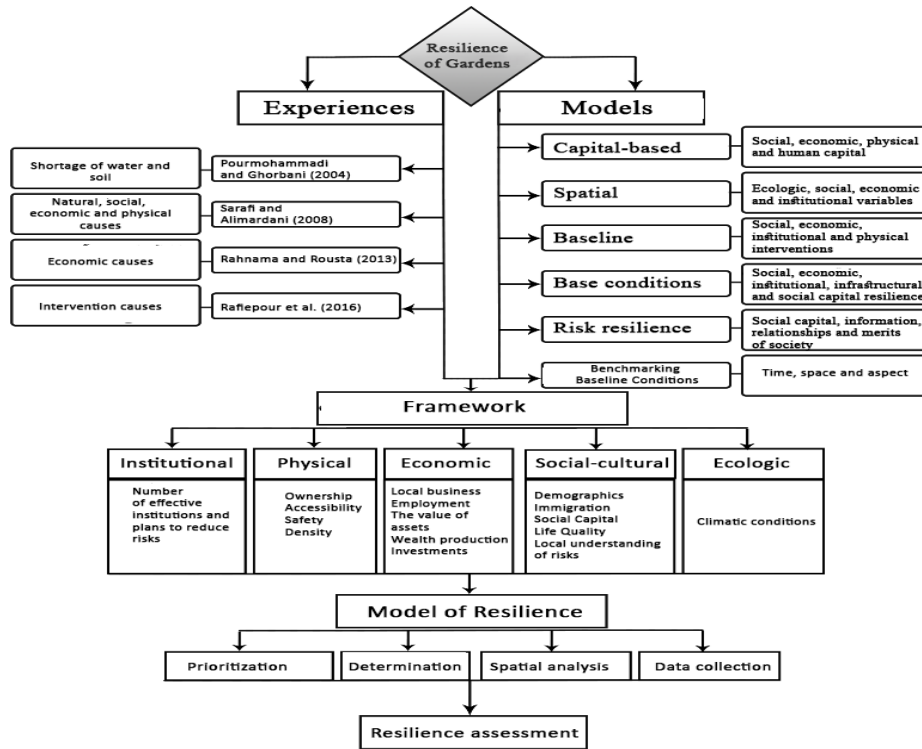 Resilience
of Gardens
Experiences
Models
Shortage of water and
soil
Pourmohammadi
and Ghorbani (2004)
Natural, social,
economic and physical
causes
Sarafi and
Alimardani (2008)
Economic causes
Rahnama and Rousta (2013)
Intervention causes
Rafiepour et al. (2016)
Capital-based
Social, economic, physical
and human capital
Spatial
Ecologic, social, economic
and institutional variables
Baseline
Social, economic,
institutional and physical
interventions
Base conditions
Social, economic,
institutional, infrastructural
and social capital resilience
Risk resilience
Social capital, information,
relationships and merits
of society
Benchmarking
Baseline Conditions
Time, space and aspect
Framework
Institutional
Number
of effective
institutions and
plans to reduce
risks
Physical
Ownership
Accessibility
Safety
Density
Economic
Local business
Employment
The value of
assets
Wealth production
Investments
Social-cultural
Demographics
Immigration
Social Capital
Life Quality
Local understanding
of risks
Ecologic
Climatic conditions
Model of Resilience
Prioritization
Determination
Spatial analysis
Data collection
Resilience assessment